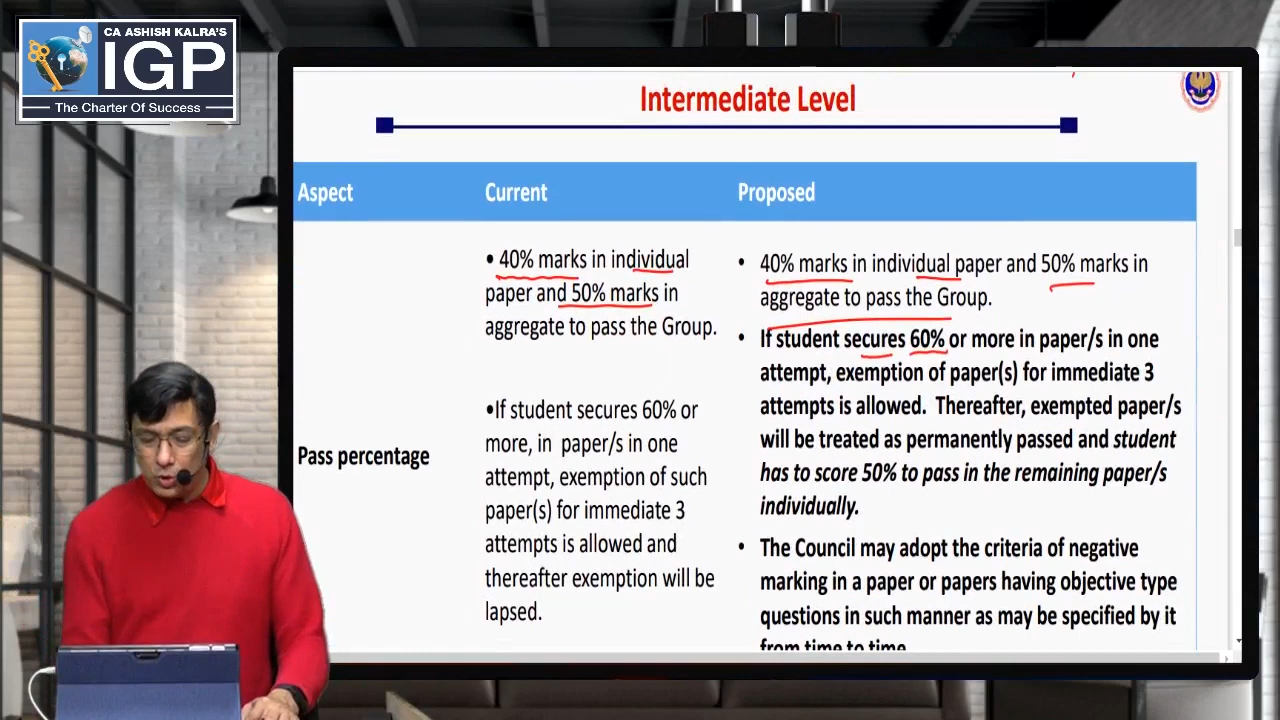 CA ASHISH KALRA'S
IGP
The Charter Of Success
Intermediate Level
Aspect
Current
Proposed
Pass percentage
• 40% marks in individual
paper and 50% marks in
aggregate to pass the Group.
•If student secures 60% or
more, in paper/s in one
attempt, exemption of such
paper(s) for immediate 3
attempts is allowed and
thereafter exemption will be
lapsed.
• 40% marks in individual paper and 50% marks in
aggregate to pass the Group.
• If student secures 60% or more in paper/s in one
attempt, exemption of paper(s) for immediate 3
attempts is allowed. Thereafter, exempted paper/s
will be treated as permanently passed and student
has to score 50% to pass in the remaining paper/s
individually.
• The Council may adopt the criteria of negative
marking in a paper or papers having objective type
questions in such manner as may be specified by it
from time to time